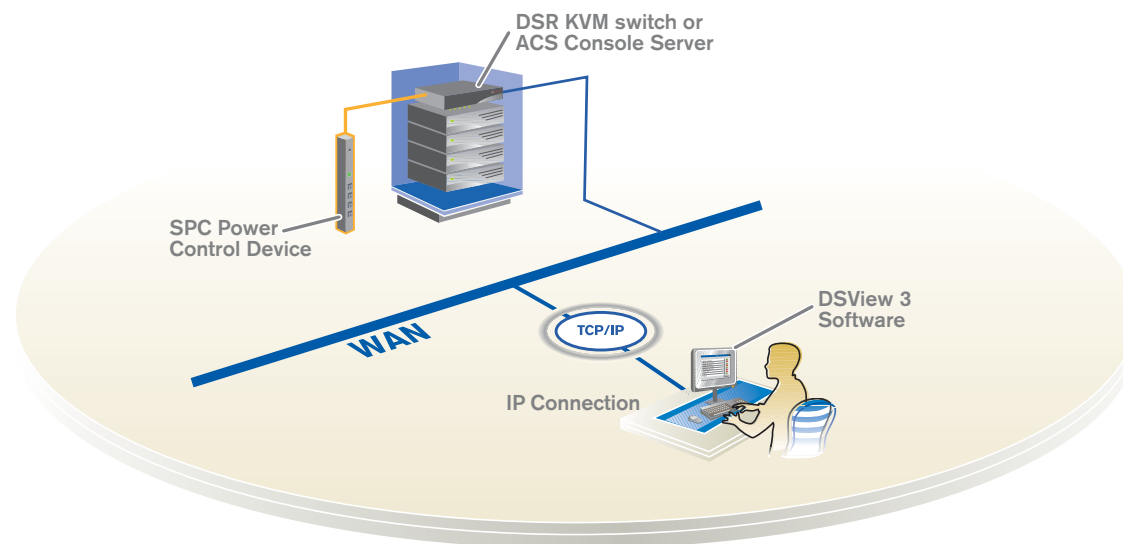 DSR KVM switch or
ACS Console Server
SPC Power
Control Device
WAN
TCP/IP
DSView 3
Software
IP Connection